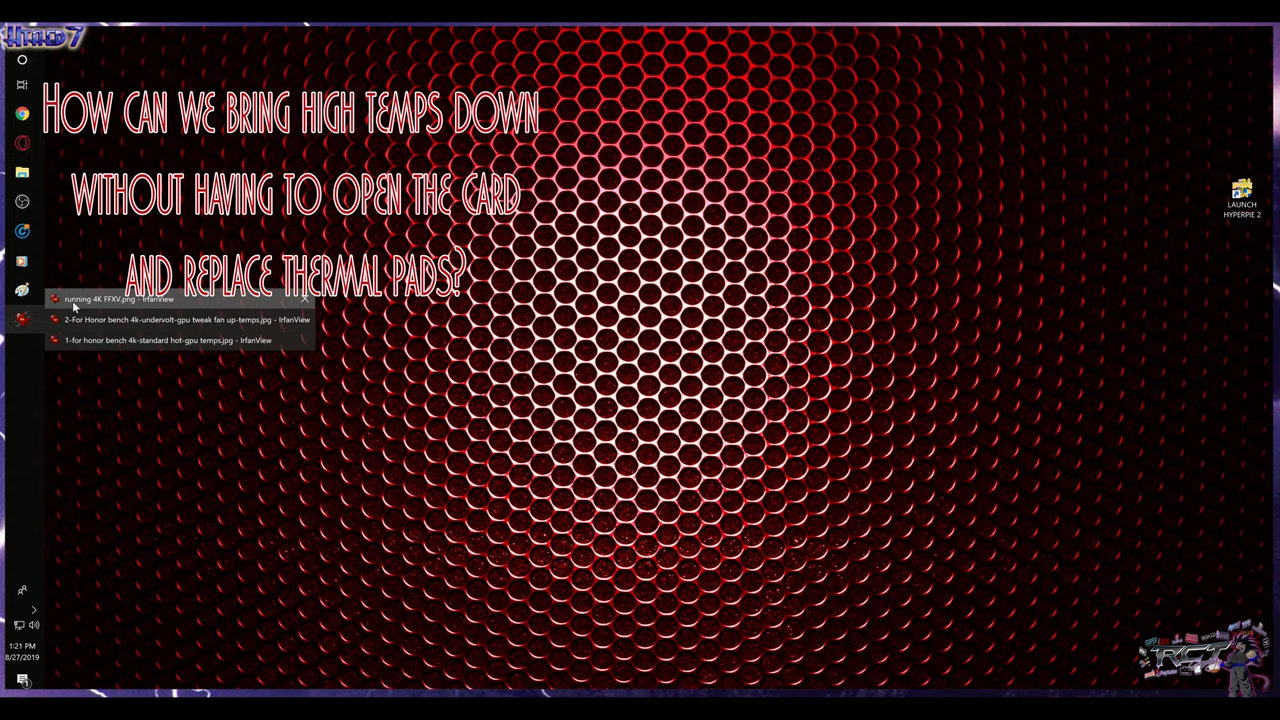 How can we bring high temps down
without having to open the card
and replace thermal pads?
running 4K FFXV.png - IrfanView
2-For Honor bench 4k-undervolt-gpu tweak fan up-temps.jpg - IrfanView
1-for honor bench 4k-standard hot-gpu temps.jpg - IrfanView
LAUNCH
HYPERPIE 2
1:21 PM
8/27/2019
RCT